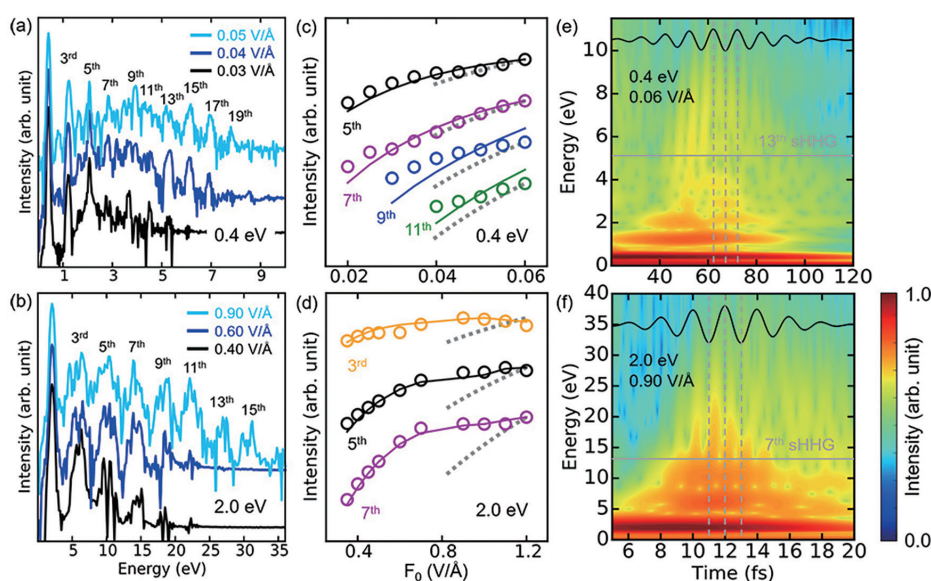 (a)
0.05 V/Å
0.04 V/Å
0.03 V/Å
3rd
5th
7th
9th
11th
13th
15th
17th
19th
0.4 eV
Intensity (arb. unit)
1 3 5 7 9
(b)
0.90 V/Å
0.60 V/Å
0.40 V/Å
3rd
5th
7th
9th
11th
13th
15th
2.0 eV
Intensity (arb. unit)
5 10 15 20 25 30 35
Energy (eV)
(c)
5th
7th
9th
11th
0.4 eV
Intensity (arb. unit)
0.02 0.03 0.04 0.05 0.06
(d)
3rd
5th
7th
2.0 eV
Intensity (arb. unit)
0.4 0.8 1.2
F0 (V/Å)
(e)
10
8
6
4
2
0
Energy (eV)
0.4 eV
0.06 V/Å
13th sHHG
40 60 80 100 120
(f)
40
35
30
25
20
15
10
5
0
Energy (eV)
2.0 eV
0.90 V/Å
7th sHHG
6 8 10 12 14 16 18 20
Time (fs)
1.0
Intensity (arb. unit)
0.0